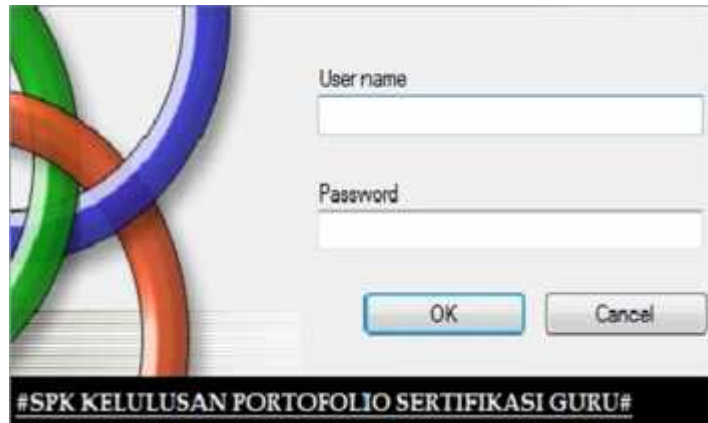 User name
Password
OK
Cancel
#SPK KELULUSAN PORTOFOLIO SERTIFIKASI GURU#